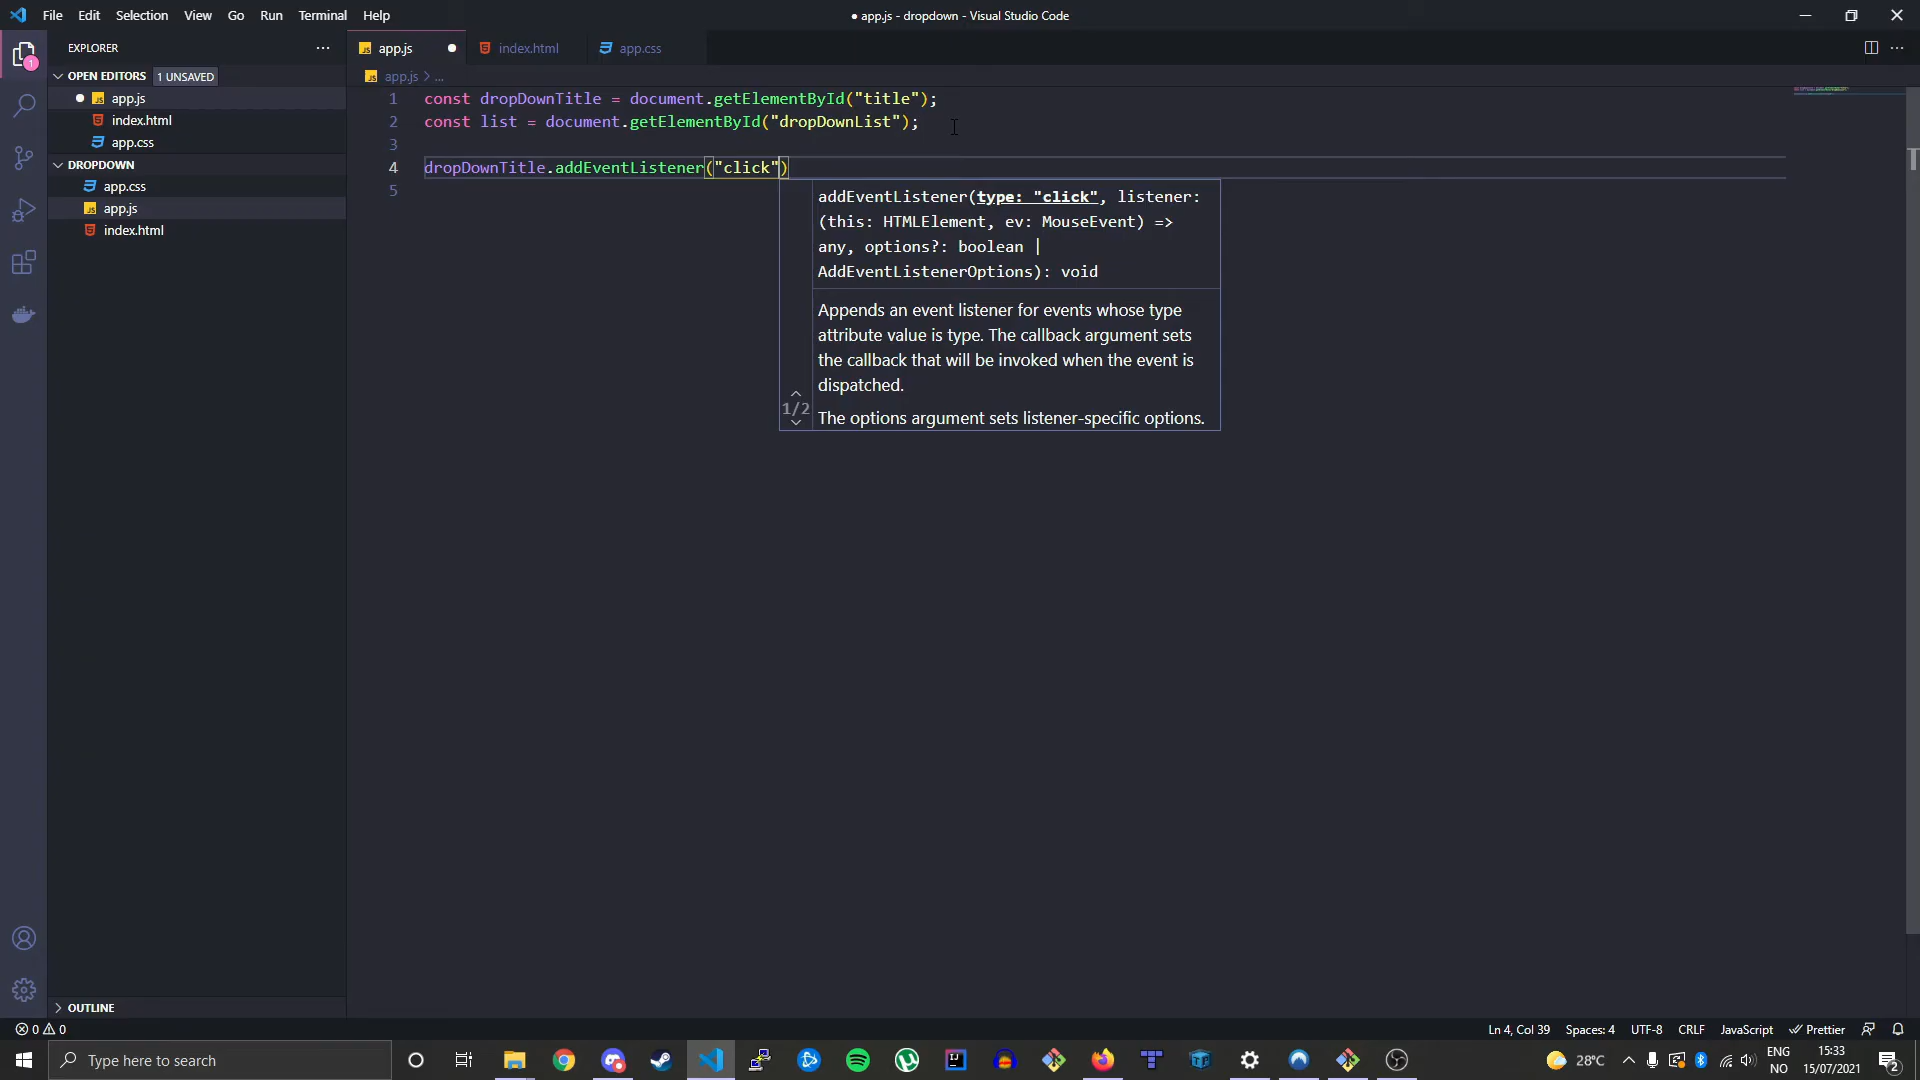 File Edit Selection View Go Run Terminal Help
● app.js - dropdown - Visual Studio Code
EXPLORER
OPEN EDITORS 1 UNSAVED
app.js
index.html
app.css
DROPDOWN
app.css
app.js
index.html
OUTLINE
1
app.js index.html app.css
app.js > ...
1 const dropDownTitle = document.getElementById("title");
2 const list = document.getElementById("dropDownList");
3
4 dropDownTitle.addEventListener("click")
5
addEventListener(type: "click", listener:
(this: HTMLElement, ev: MouseEvent) =>
any, options?: boolean |
AddEventListenerOptions): void
Appends an event listener for events whose type
attribute value is type. The callback argument sets
the callback that will be invoked when the event is
dispatched.
1/2
The options argument sets listener-specific options.
0 0
Ln 4, Col 39 Spaces: 4 UTF-8 CRLF JavaScript Prettier
Type here to search
28°C
ENG
NO
15:33
15/07/2021
2